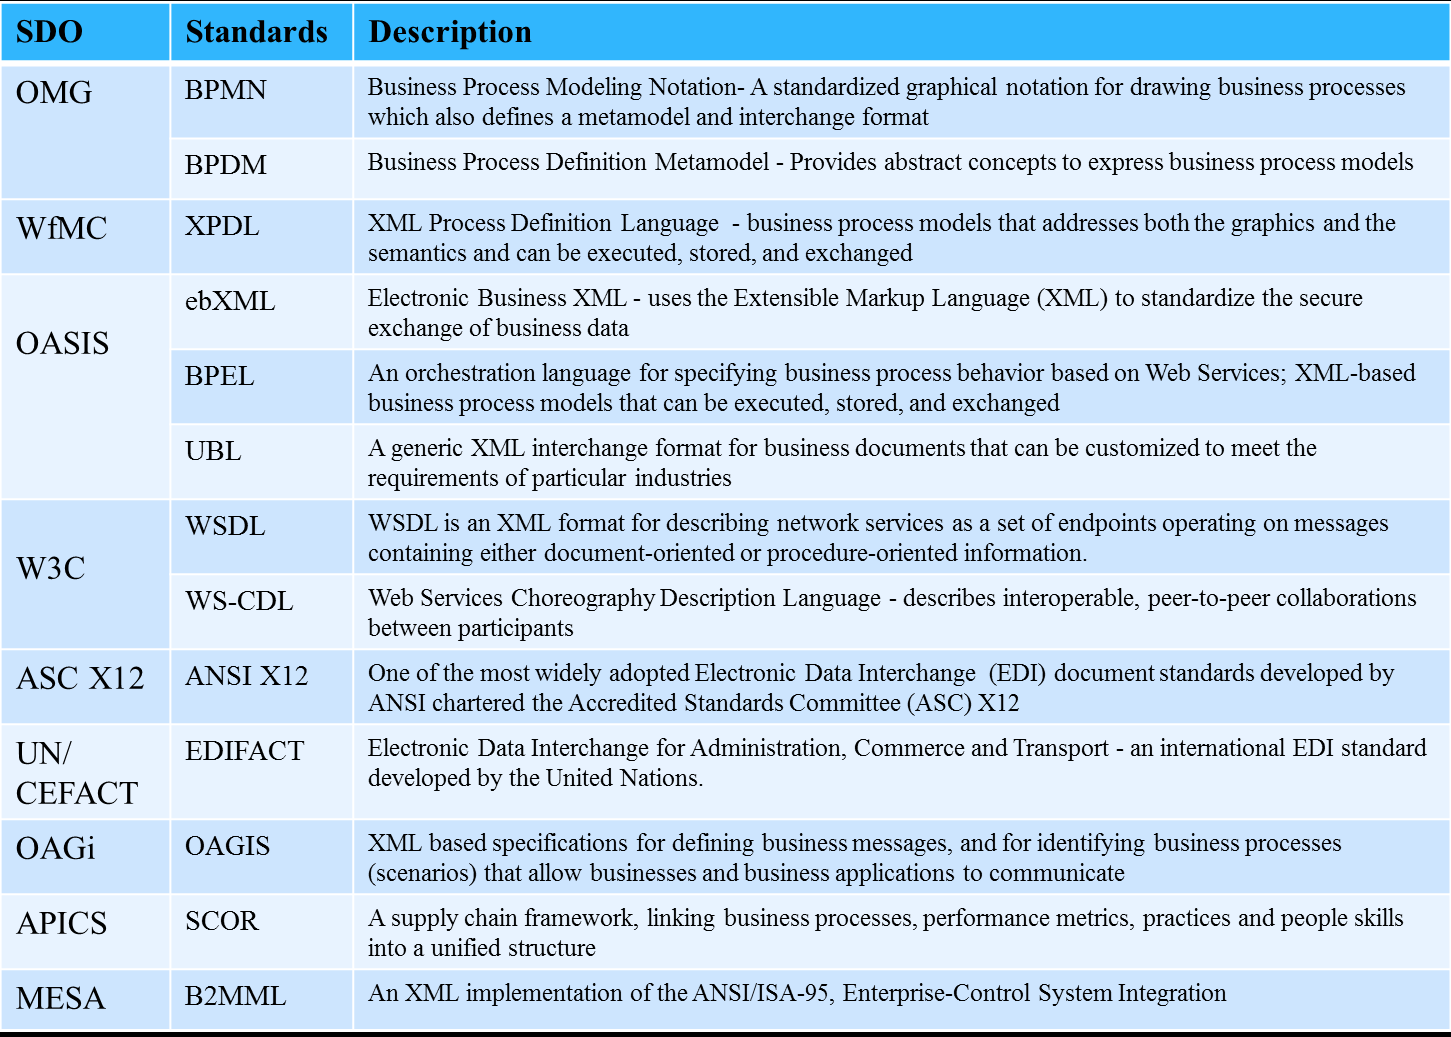 SDO Standards Description
OMG BPMN Business Process Modeling Notation- A standardized graphical notation for drawing business processes
which also defines a metamodel and interchange format
BPDM Business Process Definition Metamodel - Provides abstract concepts to express business process models
WfMC XPDL XML Process Definition Language - business process models that addresses both the graphics and the
semantics and can be executed, stored, and exchanged
OASIS
ebXML Electronic Business XML - uses the Extensible Markup Language (XML) to standardize the secure
exchange of business data
BPEL An orchestration language for specifying business process behavior based on Web Services; XML-based
business process models that can be executed, stored, and exchanged
UBL A generic XML interchange format for business documents that can be customized to meet the
requirements of particular industries
W3C
WSDL WSDL is an XML format for describing network services as a set of endpoints operating on messages
containing either document-oriented or procedure-oriented information.
WS-CDL Web Services Choreography Description Language - describes interoperable, peer-to-peer collaborations
between participants
ASC X12 ANSI X12 One of the most widely adopted Electronic Data Interchange (EDI) document standards developed by
ANSI chartered the Accredited Standards Committee (ASC) X12
UN/
CEFACT
EDIFACT Electronic Data Interchange for Administration, Commerce and Transport - an international EDI standard
developed by the United Nations.
OAGi OAGIS XML based specifications for defining business messages, and for identifying business processes
(scenarios) that allow businesses and business applications to communicate
APICS SCOR A supply chain framework, linking business processes, performance metrics, practices and people skills
into a unified structure
MESA B2MML An XML implementation of the ANSI/ISA-95, Enterprise-Control System Integration